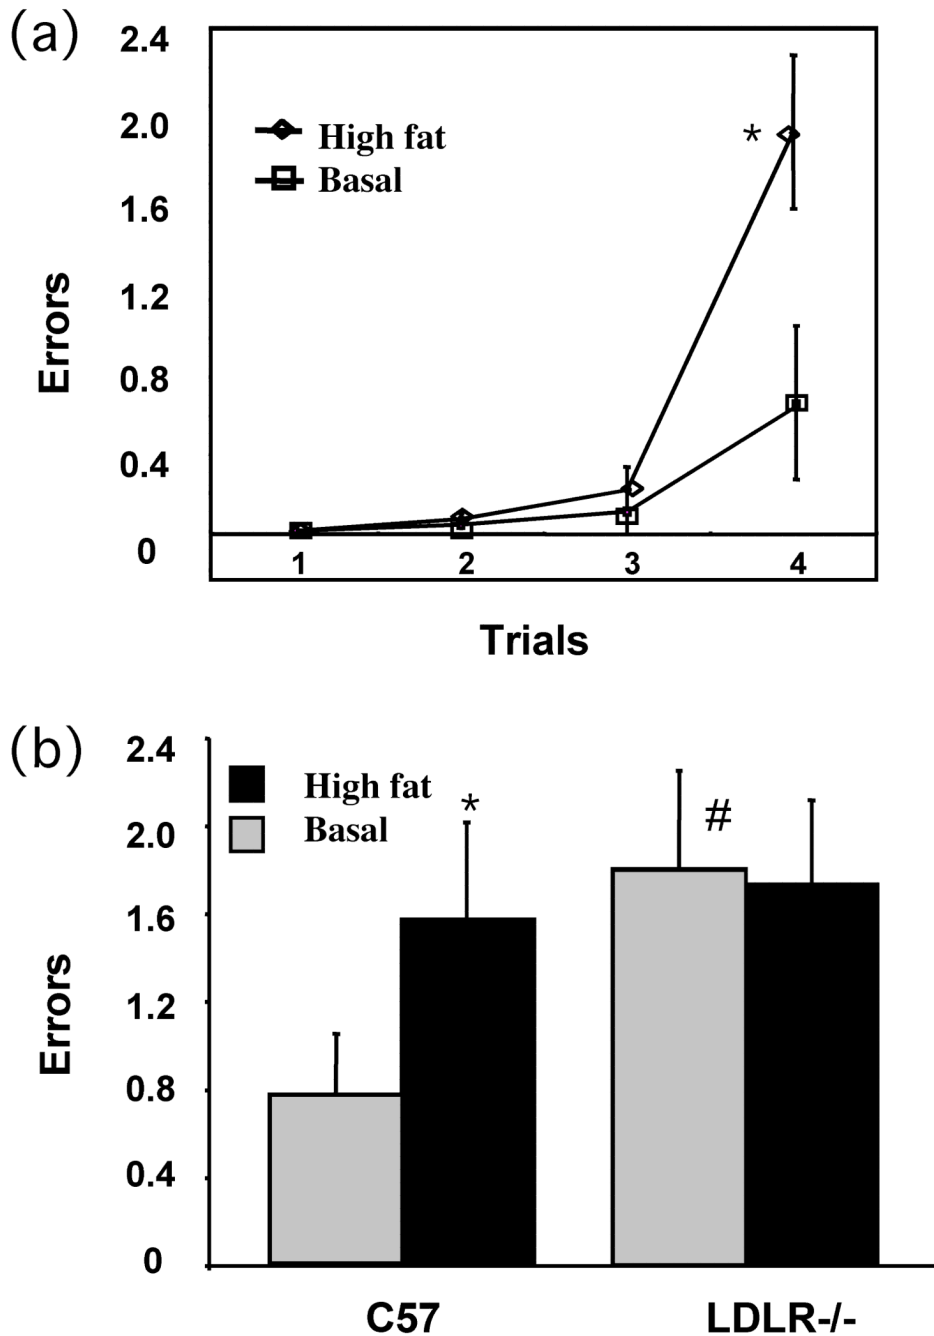 (a)
2.4
2.0
1.6
1.2
0.8
0.4
0
Errors
High fat
Basal
*
1 2 3 4
Trials
(b)
2.4
2.0
1.6
1.2
0.8
0.4
0
Errors
High fat
Basal
*
#
C57 LDLR-/-